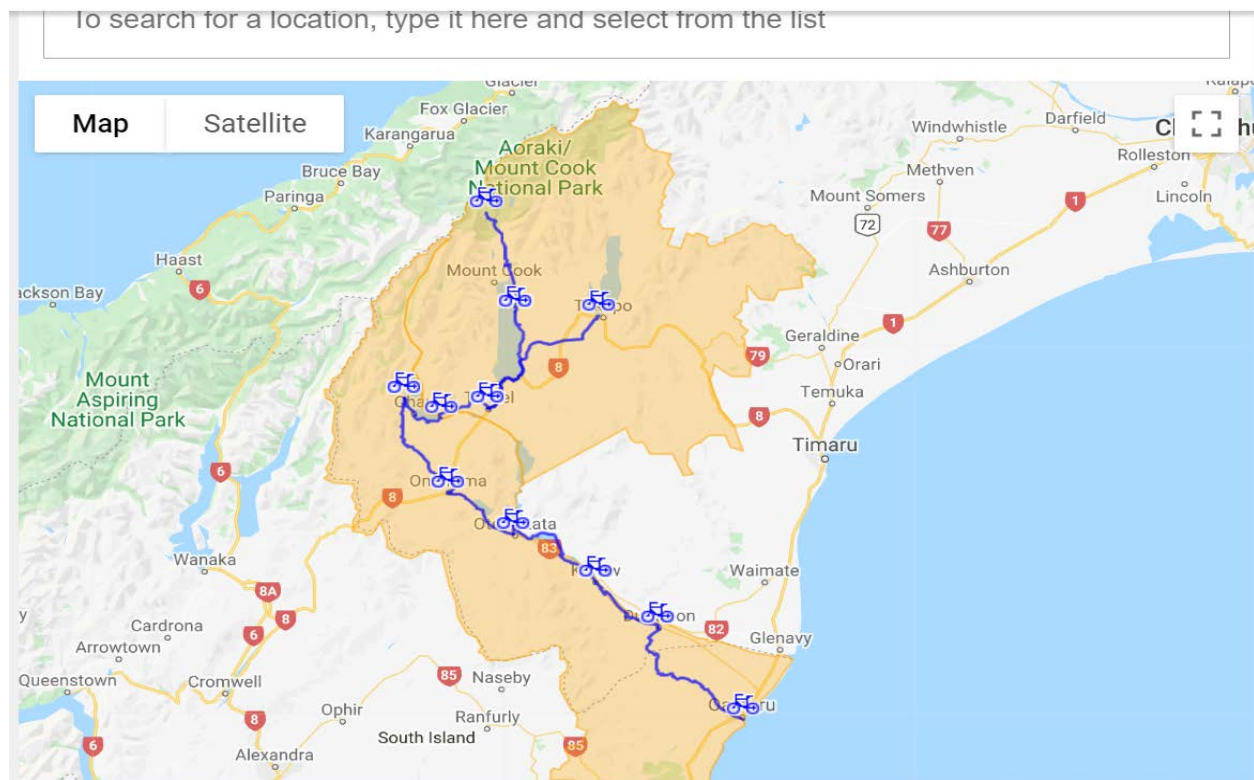 To search for a location, type it here and select from the list
Map
Satellite
Glacier
Fox Glacier
Karangarua
Bruce Bay
Paringa
Haast
Aoraki/
Mount Cook
National Park
Windwhistle
Darfield
Rolleston
Methven
Lincoln
Mount Somers
72
77
1
Ashburton
6
Mount Cook
1
Geraldine
79
Orari
8
Temuka
Mount
Aspiring
National Park
8
Timaru
6
8
83
Wanaka
Waimate
8A
8
82
Cardrona
6
Glenavy
Arrowtown
85
Naseby
Queenstown
Cromwell
Ophir
Ranfurly
8
South Island
6
85
Alexandra